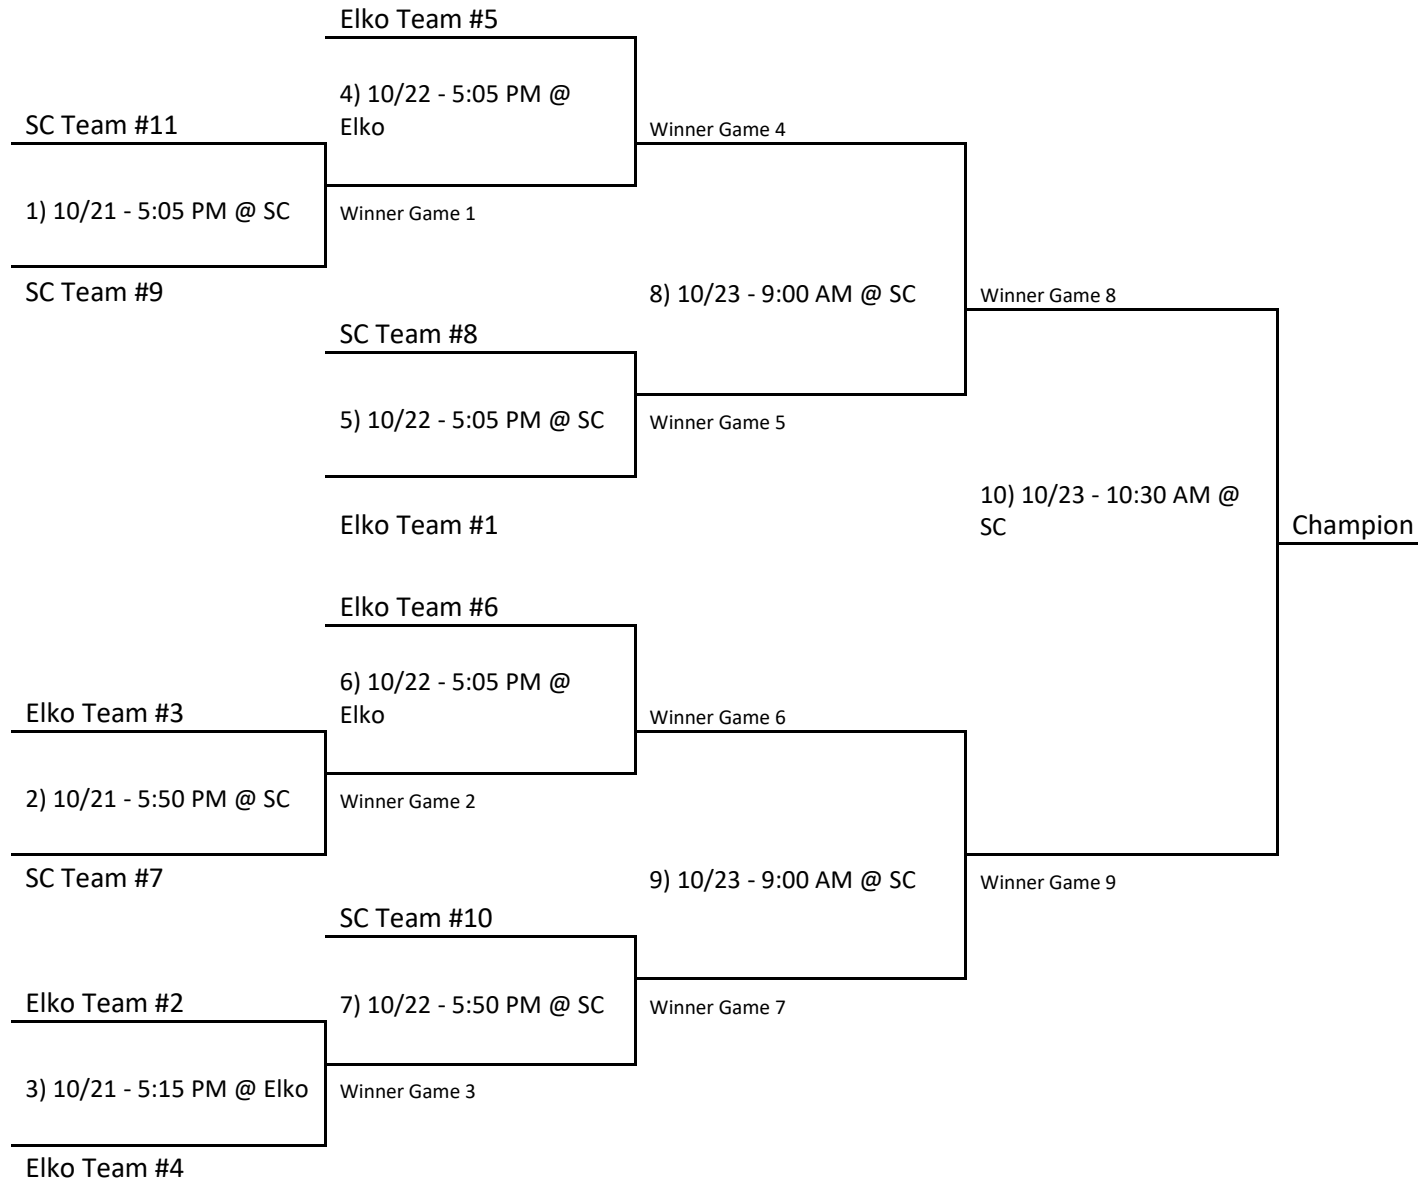 Elko Team #5
4) 10/22 - 5:05 PM @
Elko
SC Team #11
Winner Game 4
1) 10/21 - 5:05 PM @ SC
Winner Game 1
SC Team #9
8) 10/23 - 9:00 AM @ SC
Winner Game 8
SC Team #8
5) 10/22 - 5:05 PM @ SC
Winner Game 5
10) 10/23 - 10:30 AM @
SC
Elko Team #1
Champion
Elko Team #6
6) 10/22 - 5:05 PM @
Elko
Elko Team #3
Winner Game 6
2) 10/21 - 5:50 PM @ SC
Winner Game 2
SC Team #7
9) 10/23 - 9:00 AM @ SC
Winner Game 9
SC Team #10
Elko Team #2
7) 10/22 - 5:50 PM @ SC
Winner Game 7
3) 10/21 - 5:15 PM @ Elko
Winner Game 3
Elko Team #4